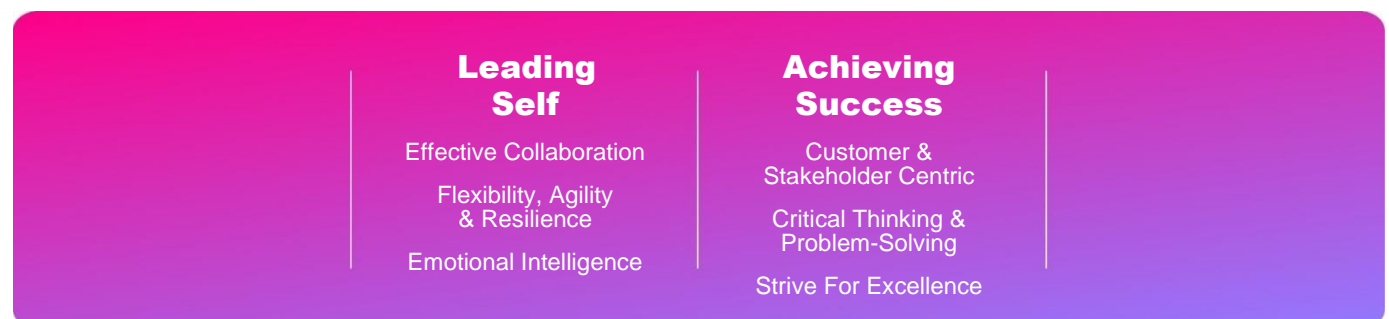 Leading
Self
Effective Collaboration
Flexibility, Agility
& Resilience
Emotional Intelligence
Achieving
Success
Customer &
Stakeholder Centric
Critical Thinking &
Problem-Solving
Strive For Excellence